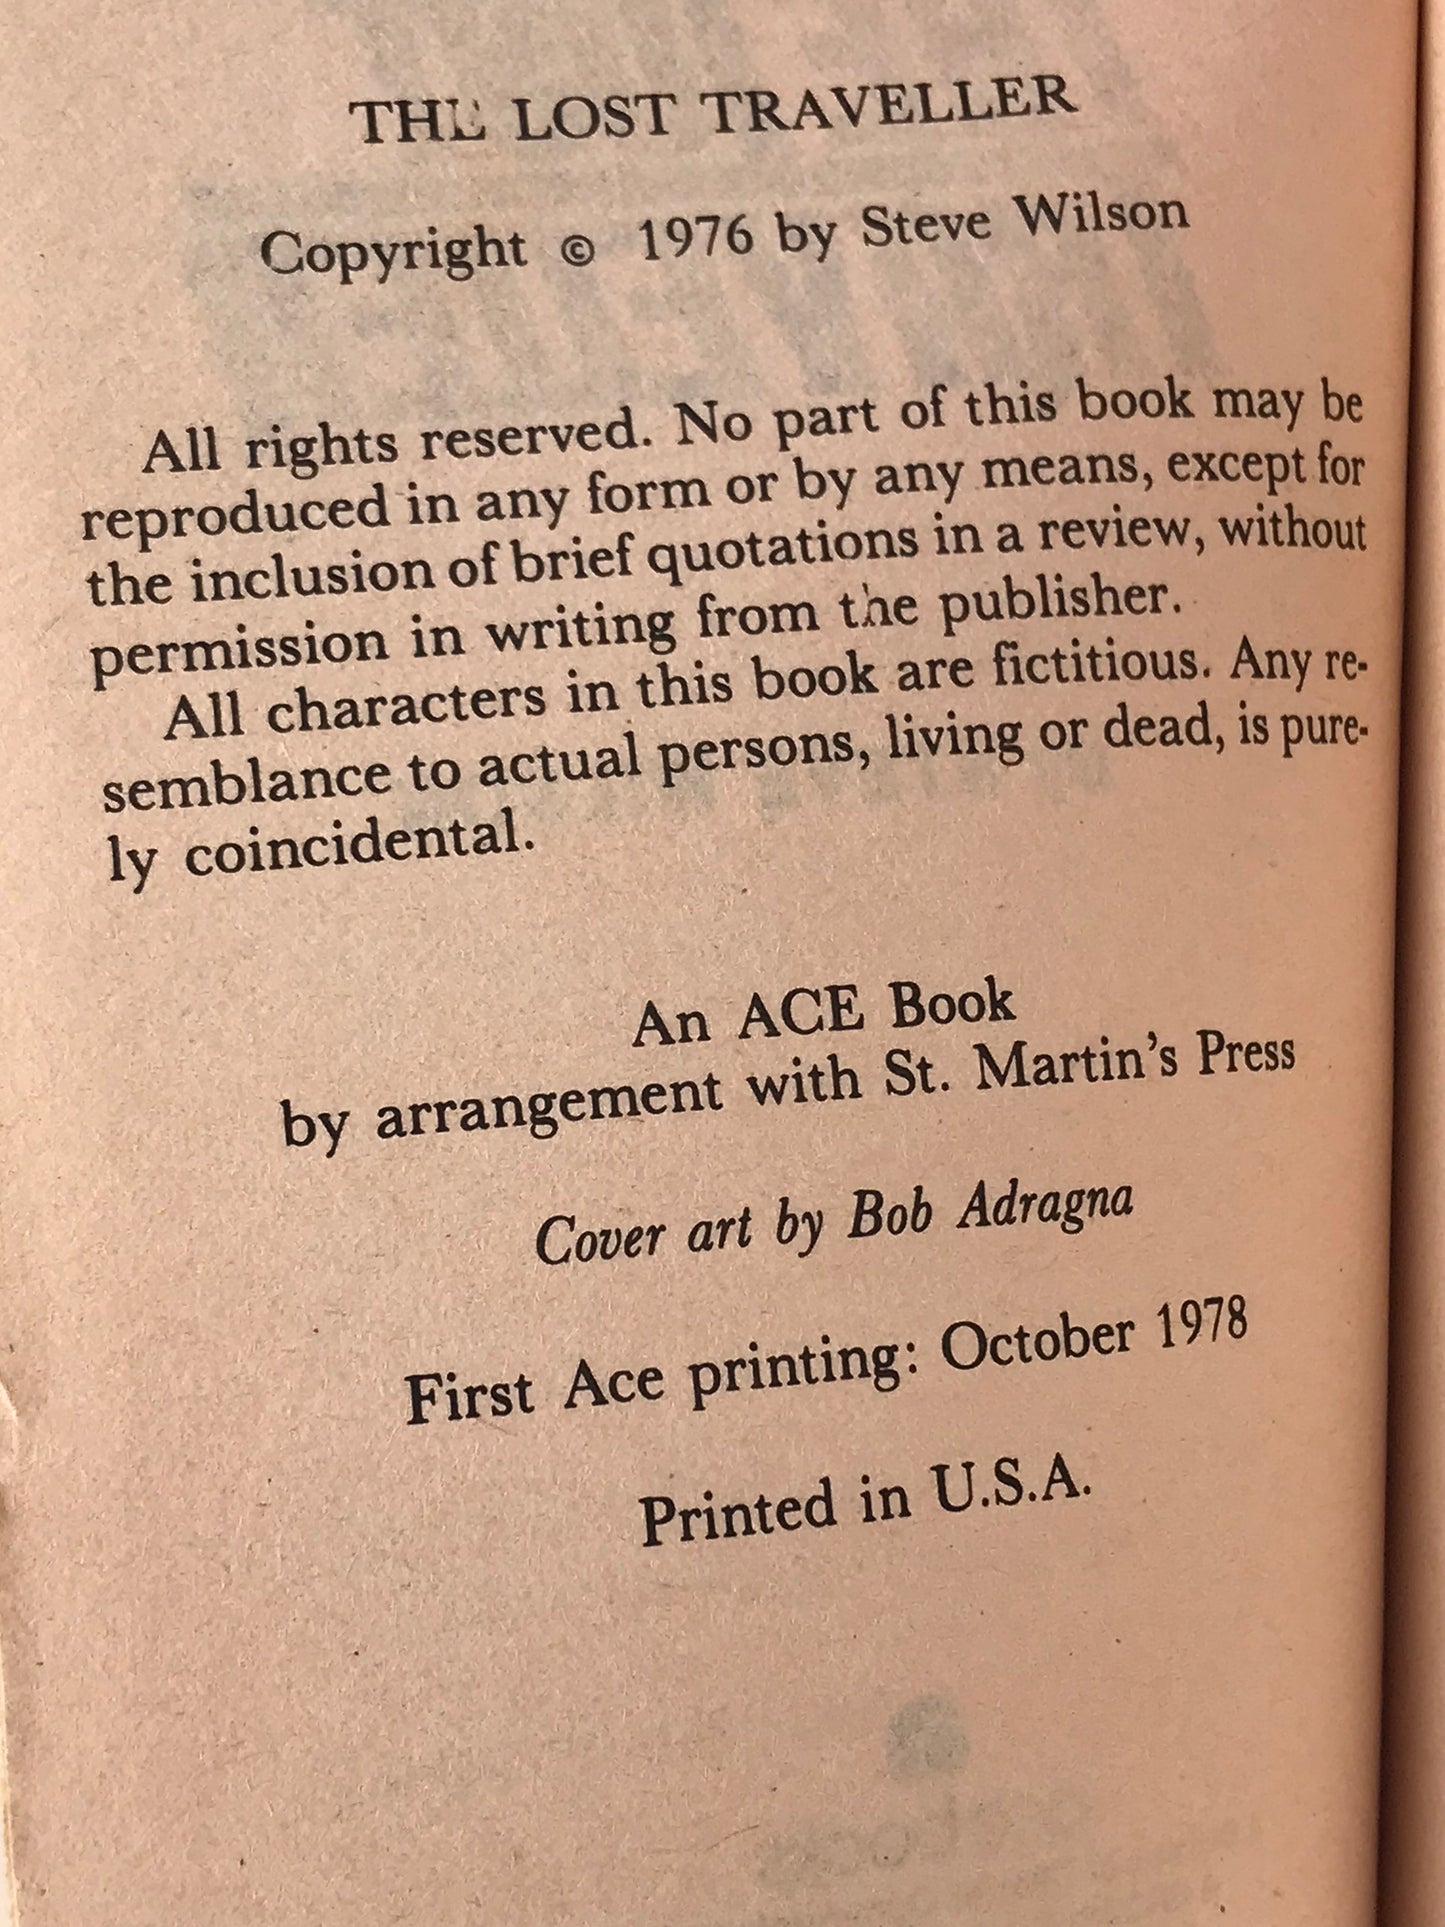 THE LOST TRAVELLER
Copyright © 1976 by Steve Wilson
All rights reserved. No part of this book may be
reproduced in any form or by any means, except for
the inclusion of brief quotations in a review, without
permission in writing from the publisher.
All characters in this book are fictitious. Any re-
semblance to actual persons, living or dead, is pure-
ly coincidental.
An ACE Book
by arrangement with St. Martin's Press
Cover art by Bob Adragna
First Ace printing: October 1978
Printed in U.S.A.